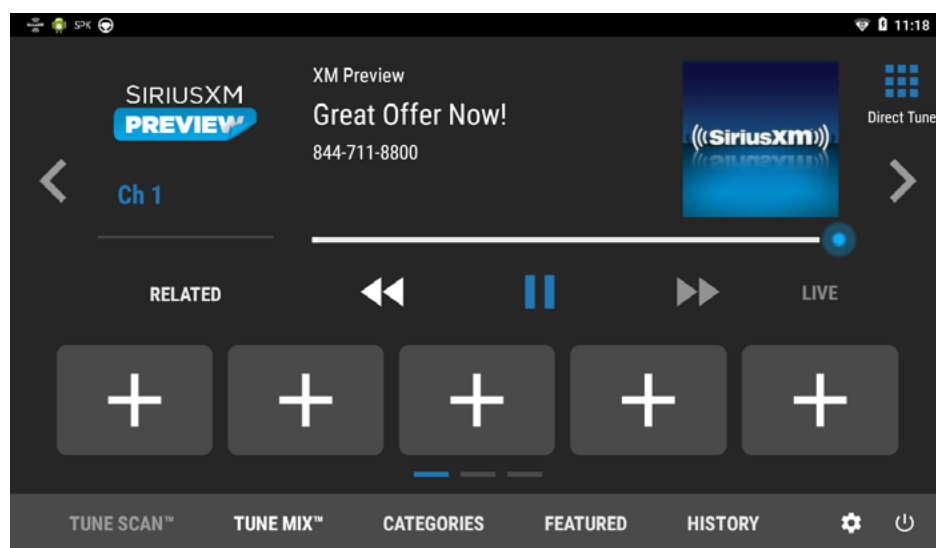 SPK
11:18
SIRIUSXM
PREVIEW
Ch 1
XM Preview
Great Offer Now!
844-711-8800
((SiriusXM))
Direct Tune
RELATED
LIVE
TUNE SCAN™
TUNE MIX™
CATEGORIES
FEATURED
HISTORY